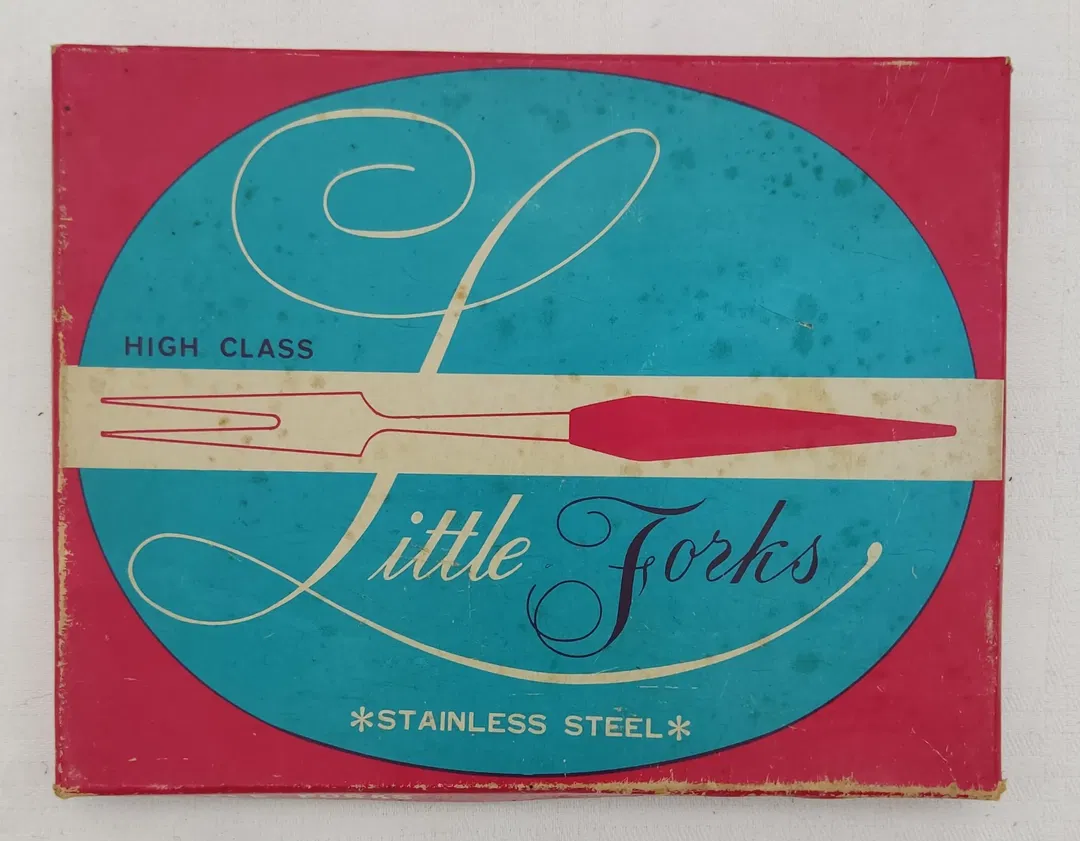 HIGH CLASS
Little Forks
*STAINLESS STEEL*